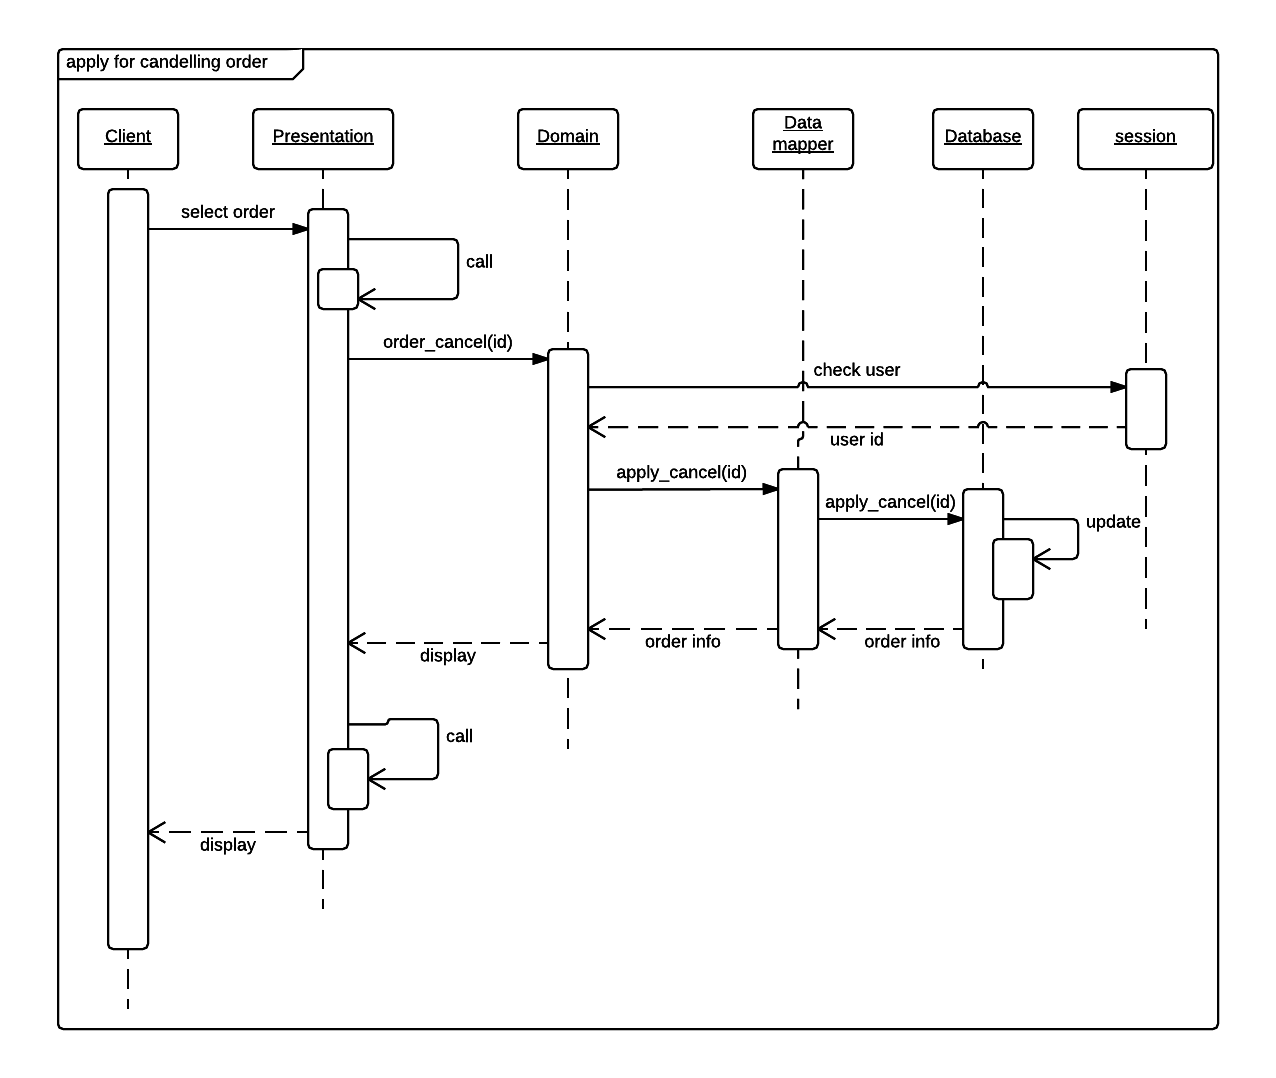 apply for candelling order
Client
Presentation
Domain
Data
mapper
Database
session
select order
call
order_cancel(id)
check user
user id
apply_cancel(id)
apply_cancel(id)
update
order info
order info
display
call
display